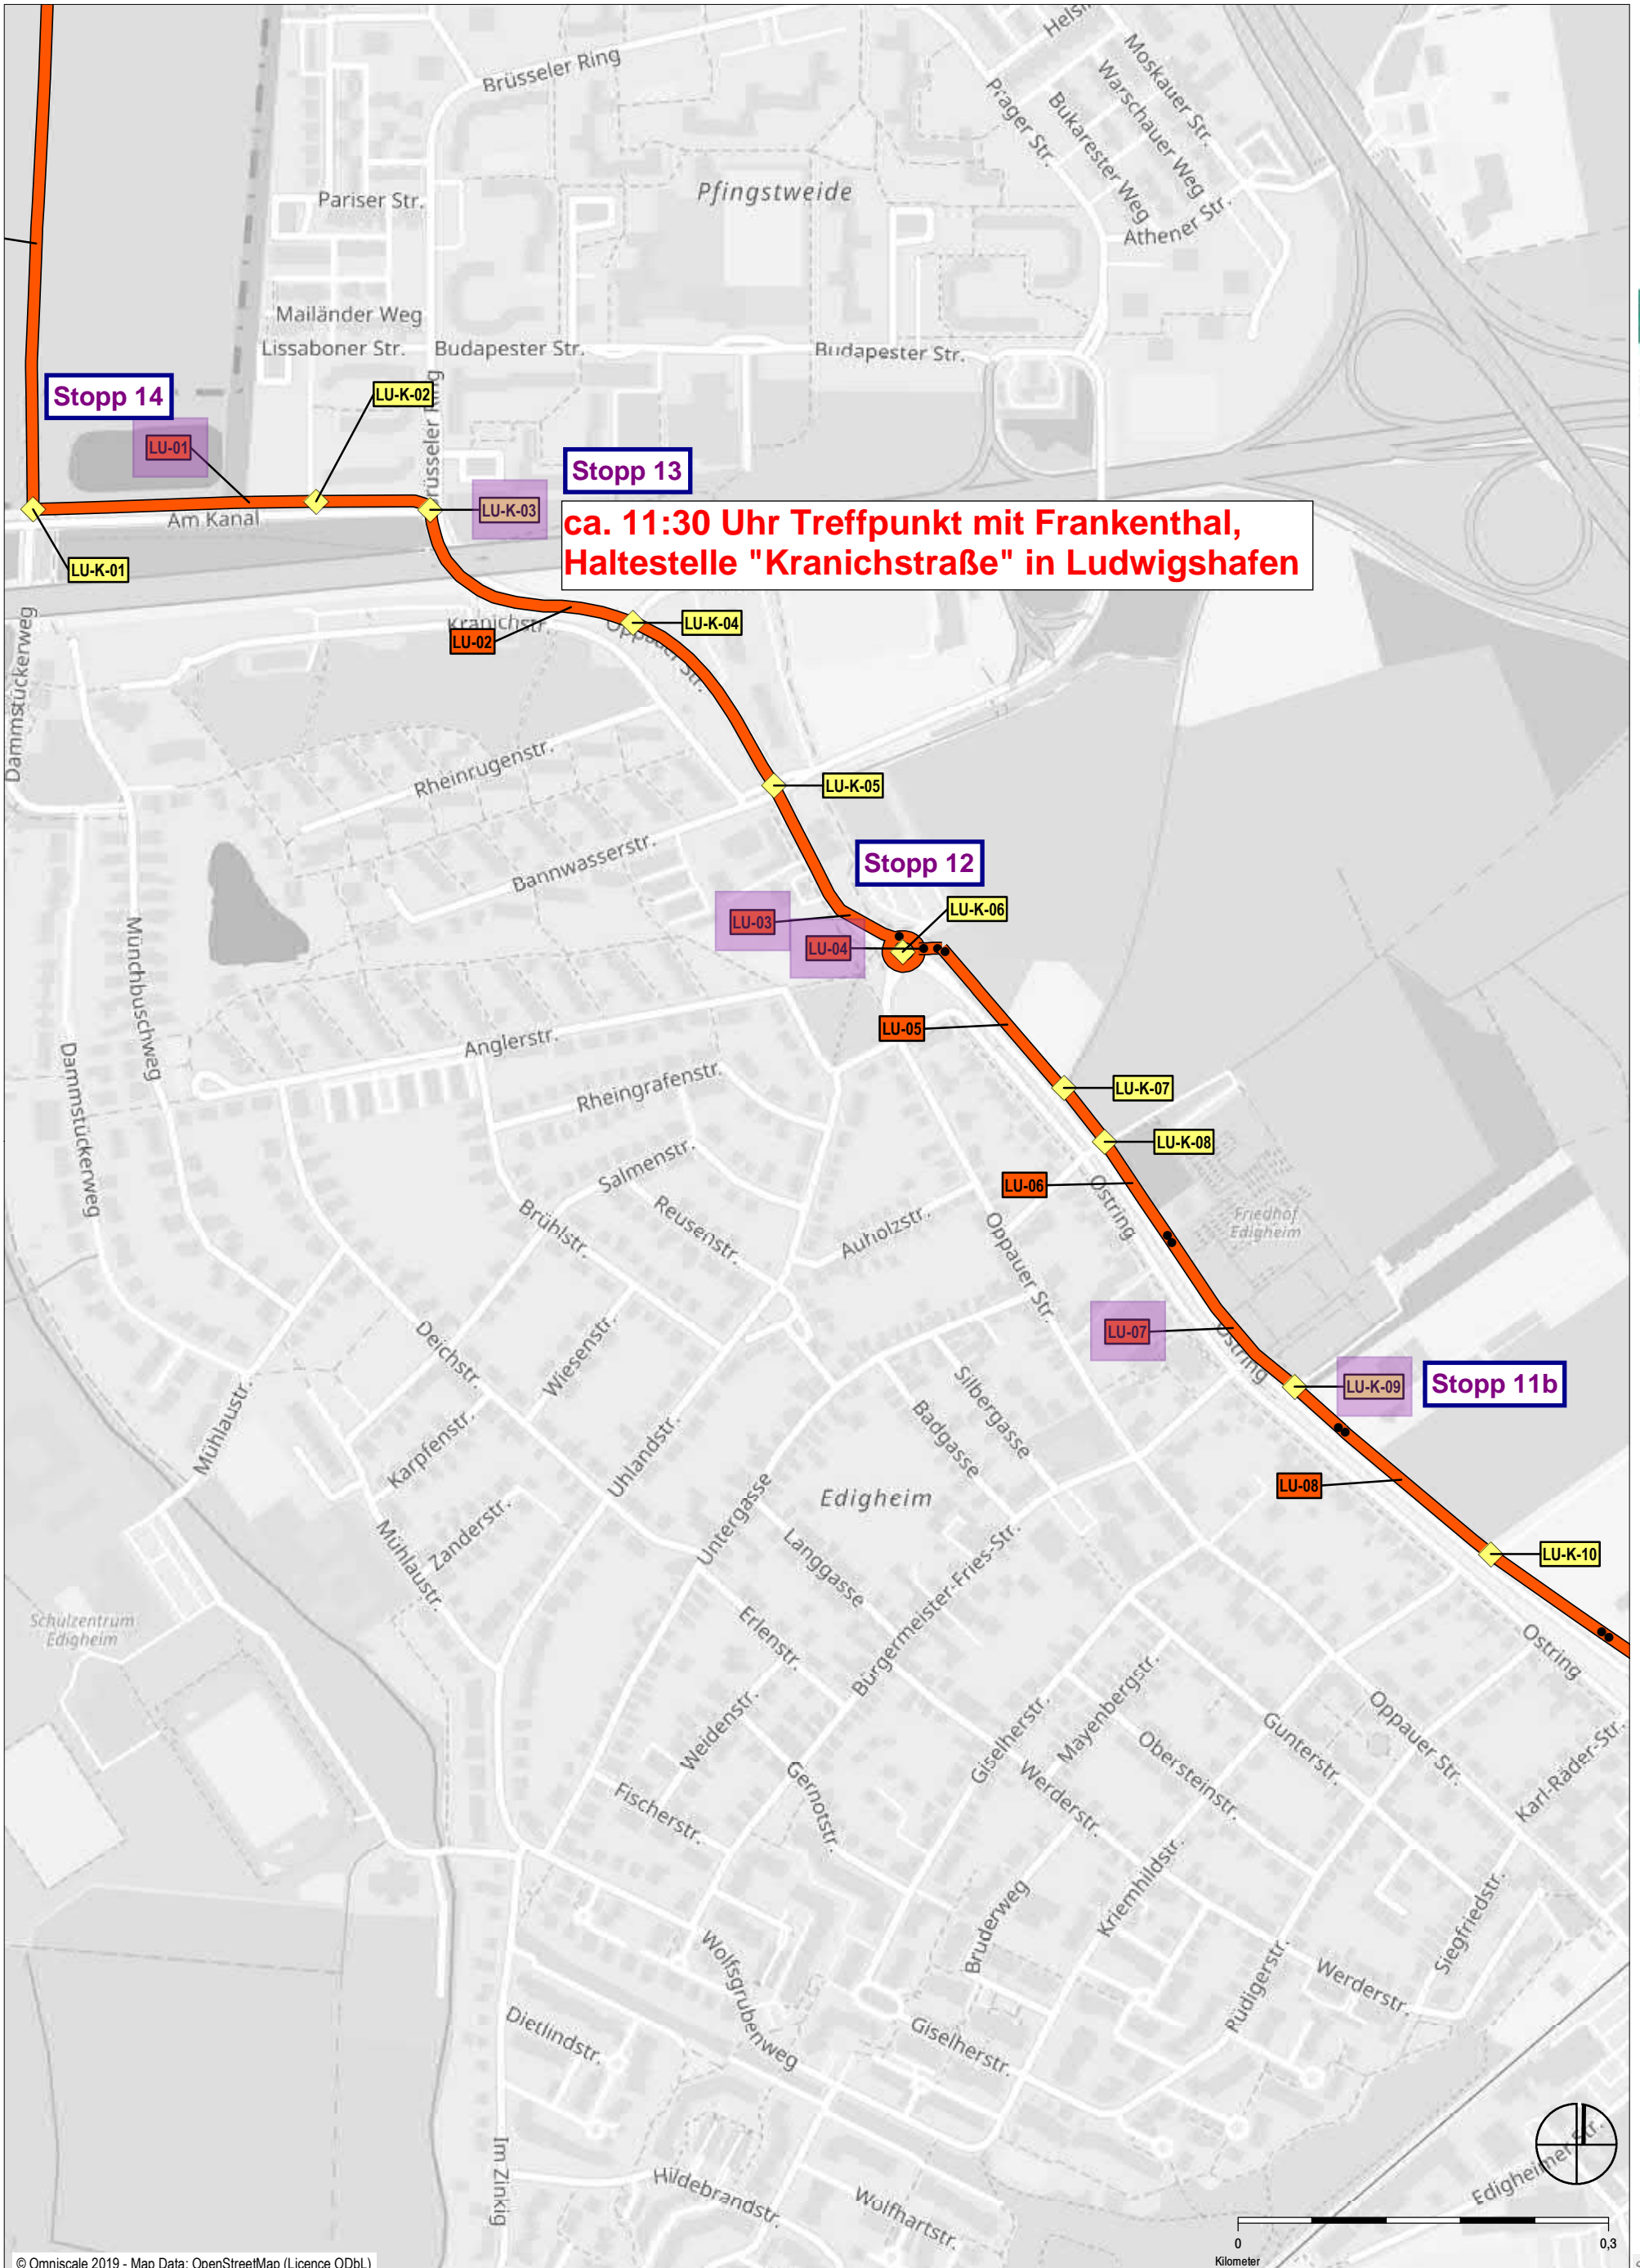 Helsin
Moskauer Str.
Brüsseler Ring
Warschauer Weg
Prager Str.
Bukarester Weg
Pfingstweide
Pariser Str.
Athener Str.
Mailänder Weg
Lissaboner Str.
Budapester Str.
Budapester Str.
Stopp 14
LU-K-02
Brüsseler Ring
LU-01
Stopp 13
LU-K-03
Am Kanal
ca. 11:30 Uhr Treffpunkt mit Frankenthal,
Haltestelle "Kranichstraße" in Ludwigshafen
LU-K-01
Kranichstr.
LU-02
Oppauer Str.
LU-K-04
Dammstückerweg
Rheinrugenstr.
LU-K-05
Bannwasserstr.
Stopp 12
LU-K-06
LU-03
LU-04
Münchbuschweg
LU-05
Anglerstr.
Rheingrafenstr.
LU-K-07
Dammstückerweg
LU-K-08
Salmenstr.
LU-06
Ostring
Brühlstr.
Reusenstr.
Auholzstr.
Oppauer Str.
Friedhof
Edigheim
Deichstr.
Wiesenstr.
LU-07
Ostring
LU-K-09
Stopp 11b
Silbergasse
Badgasse
Mühlaustr.
Karpfenstr.
Uhlandstr.
LU-08
Edigheim
Untergasse
Zanderstr.
Mühlaustr.
Langgasse
Bürgermeister-Fries-Str.
LU-K-10
Schulzentrum
Edigheim
Erlenstr.
Ostring
Weidenstr.
Giselherstr.
Mayenbergstr.
Oppauer Str.
Gunterstr.
Obersteinstr.
Karl-Räder-Str.
Fischerstr.
Gernotstr.
Werderstr.
Kriemhildstr.
Bruderweg
Siegfriedstr.
Wolfsgrubenweg
Rüdigerstr.
Werderstr.
Dietlindstr.
Giselherstr.
Im Zinkig
Hildebrandstr.
Wolfhartstr.
Edigheimer Str.
0
0,3
Kilometer
© Omniscale 2019 - Map Data: OpenStreetMap (Licence ODbL)